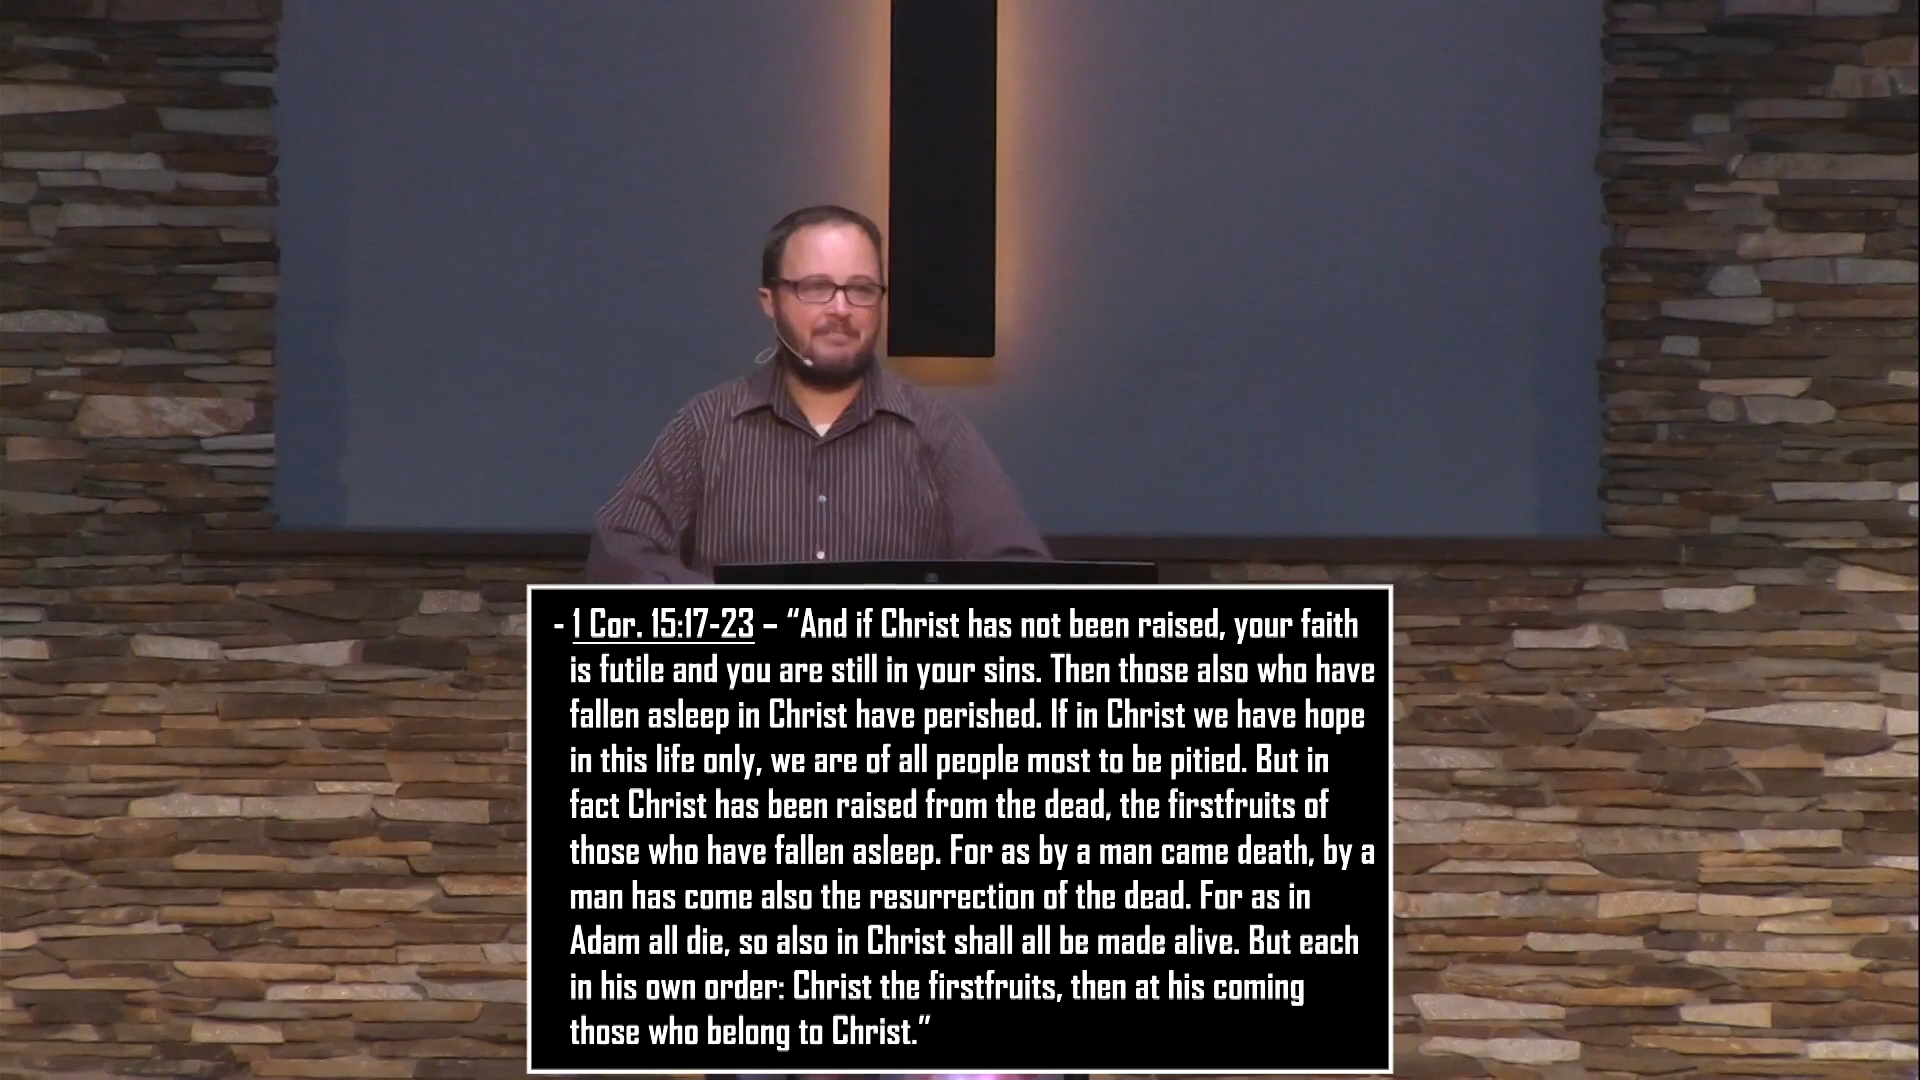 - 1 Cor. 15:17-23 – “And if Christ has not been raised, your faith
is futile and you are still in your sins. Then those also who have
fallen asleep in Christ have perished. If in Christ we have hope
in this life only, we are of all people most to be pitied. But in
fact Christ has been raised from the dead, the firstfruits of
those who have fallen asleep. For as by a man came death, by a
man has come also the resurrection of the dead. For as in
Adam all die, so also in Christ shall all be made alive. But each
in his own order: Christ the firstfruits, then at his coming
those who belong to Christ.”